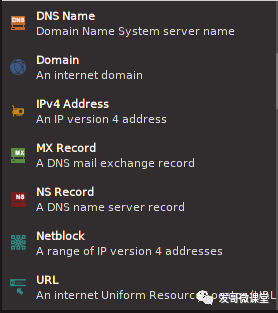 DNS
DNS Name
Domain Name System server name
Domain
An internet domain
IPv4 Address
An IP version 4 address
MX
MX Record
A DNS mail exchange record
NS
NS Record
A DNS name server record
Netblock
A range of IP version 4 addresses
URL
An internet Uniform Resource
爱哥微课堂